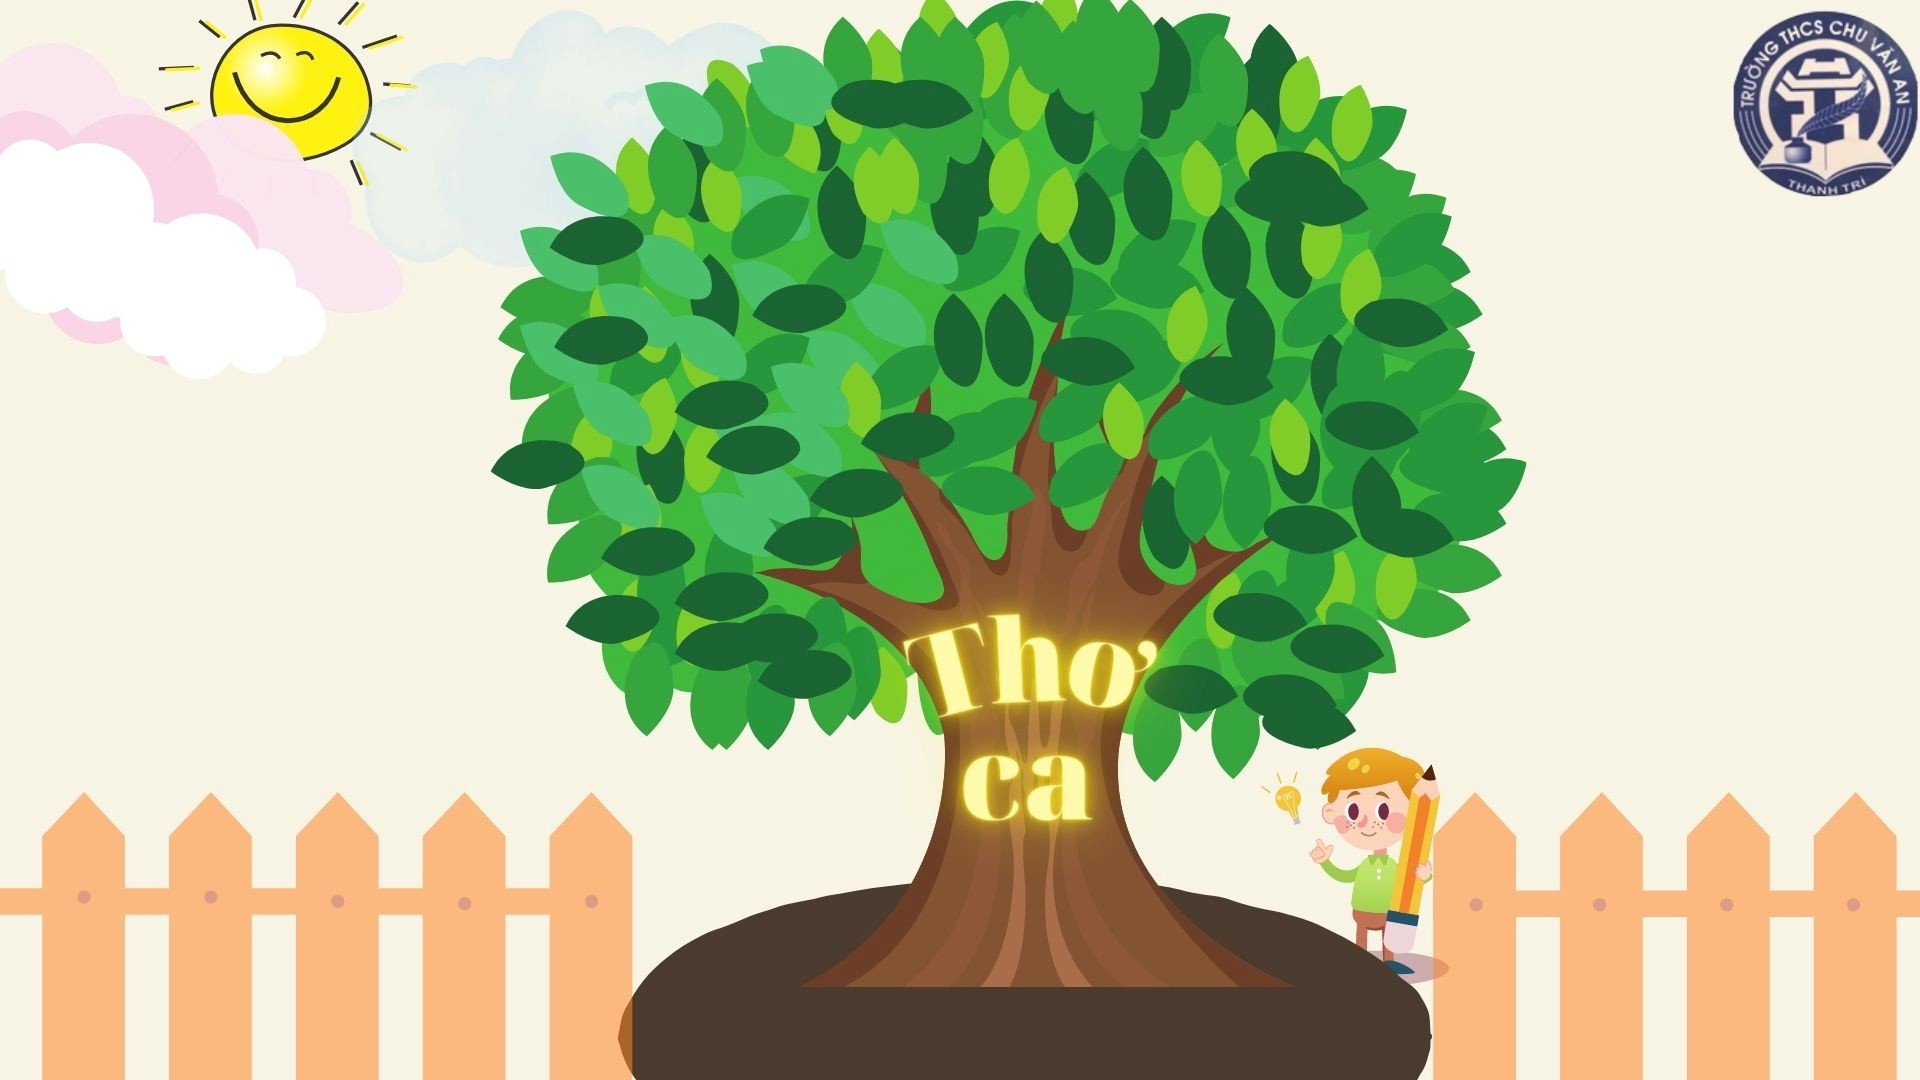 TRƯỜNG THCS CHU VĂN AN
THANH TRÌ
Thơ
ca